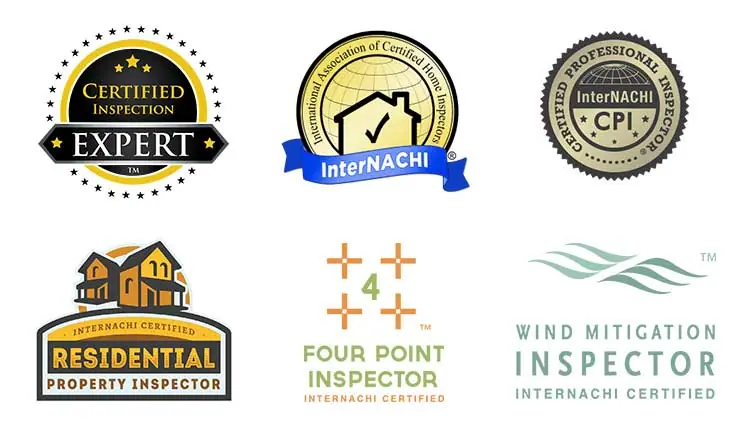 CERTIFIED
INSPECTION
EXPERT
TM
International Association of Certified Home Inspectors
InterNACHI
®
CERTIFIED PROFESSIONAL INSPECTOR®
InterNACHI
CPI
· INTERNACHI CERTIFIED ·
RESIDENTIAL
PROPERTY INSPECTOR
4
TM
FOUR POINT
INSPECTOR
INTERNACHI CERTIFIED
TM
WIND MITIGATION
INSPECTOR
INTERNACHI CERTIFIED